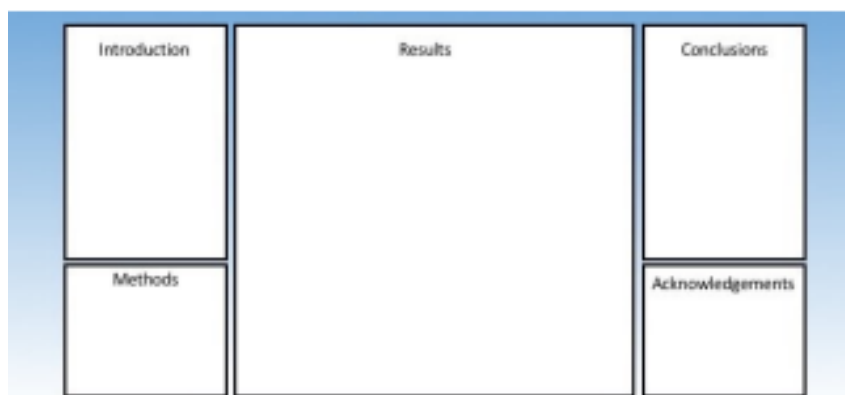 Introduction
Methods
Results
Conclusions
Acknowledgements